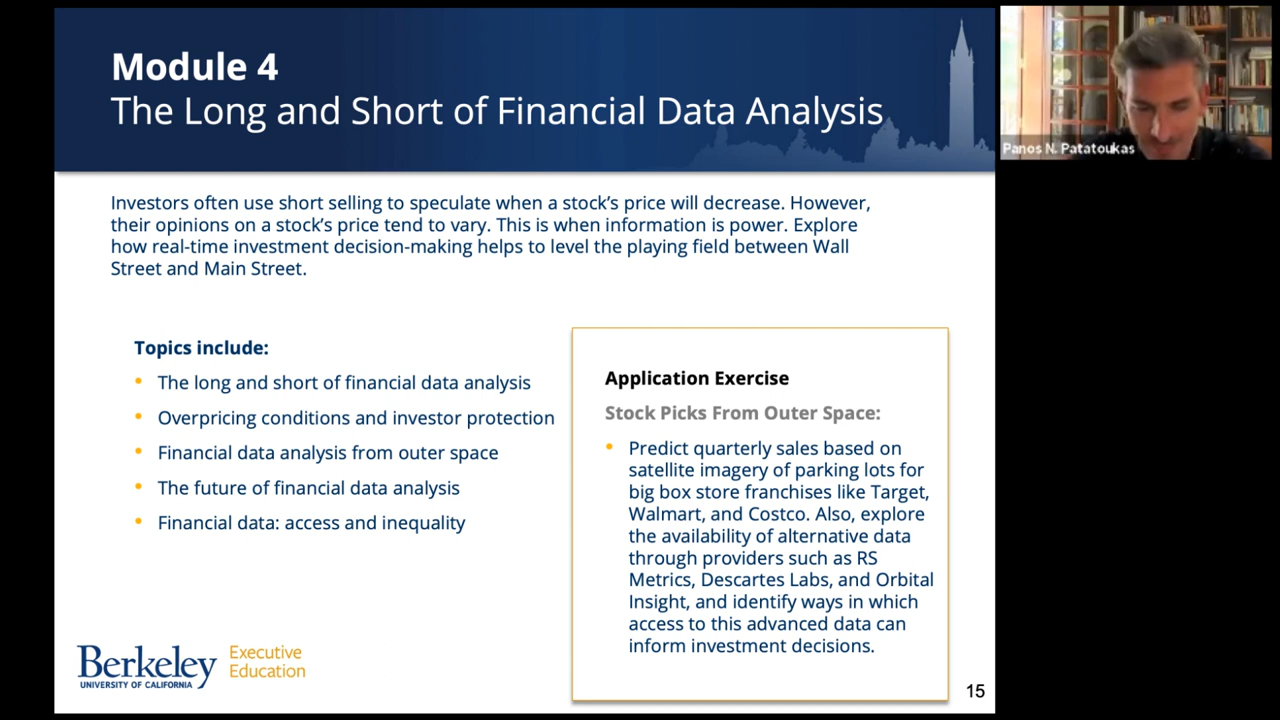 Module 4
The Long and Short of Financial Data Analysis
Panos N. Patatoukas
Investors often use short selling to speculate when a stock's price will decrease. However,
their opinions on a stock's price tend to vary. This is when information is power. Explore
how real-time investment decision-making helps to level the playing field between Wall
Street and Main Street.
Topics include:
• The long and short of financial data analysis
• Overpricing conditions and investor protection
• Financial data analysis from outer space
• The future of financial data analysis
• Financial data: access and inequality
Application Exercise
Stock Picks From Outer Space:
• Predict quarterly sales based on
satellite imagery of parking lots for
big box store franchises like Target,
Walmart, and Costco. Also, explore
the availability of alternative data
through providers such as RS
Metrics, Descartes Labs, and Orbital
Insight, and identify ways in which
access to this advanced data can
inform investment decisions.
Berkeley
UNIVERSITY OF CALIFORNIA
Executive
Education
15